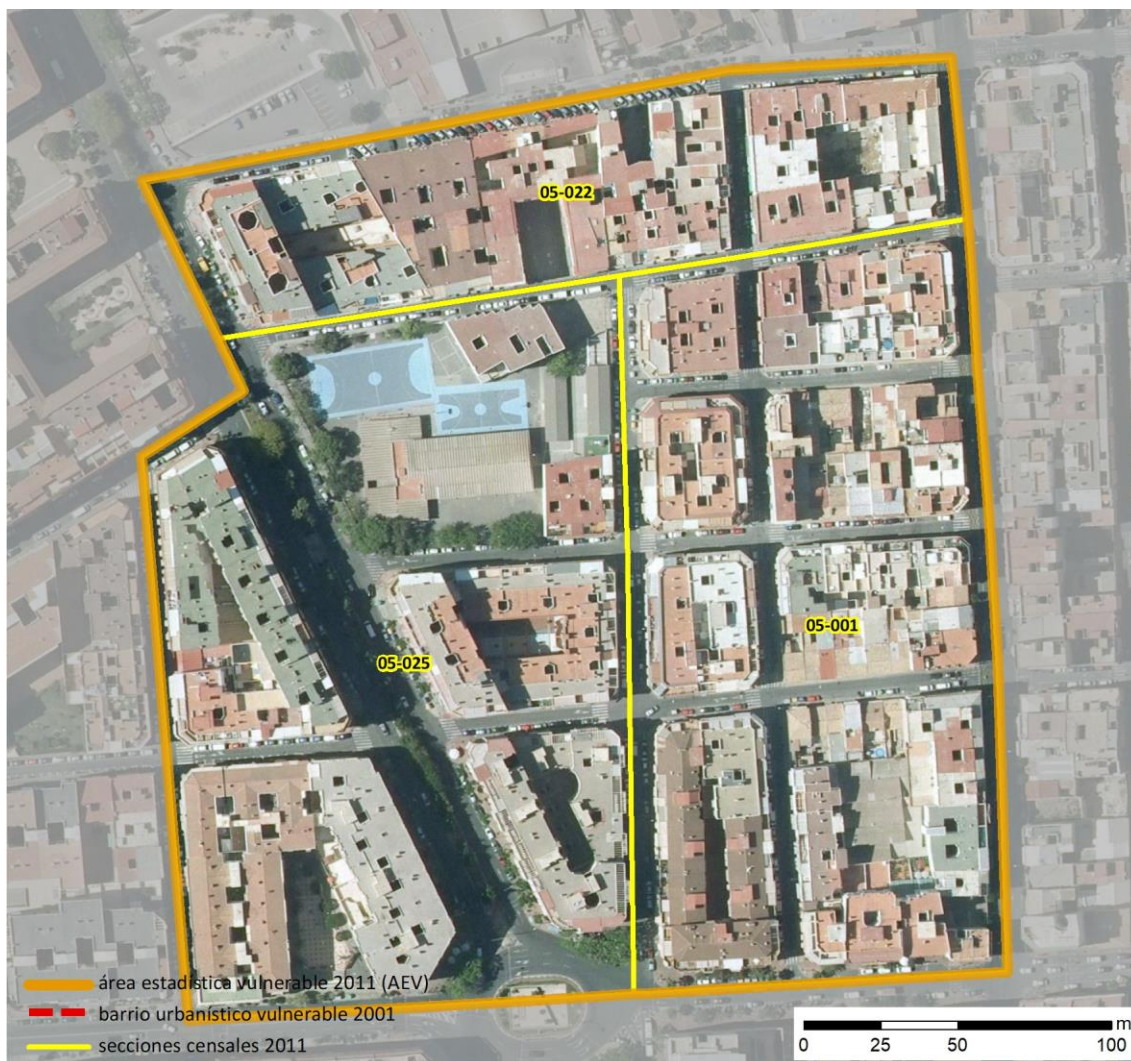 05-022
05-001
05-025
área estadística vulnerable 2011 (AEV)
barrio urbanístico vulnerable 2001
secciones censales 2011
m
0 25 50 100